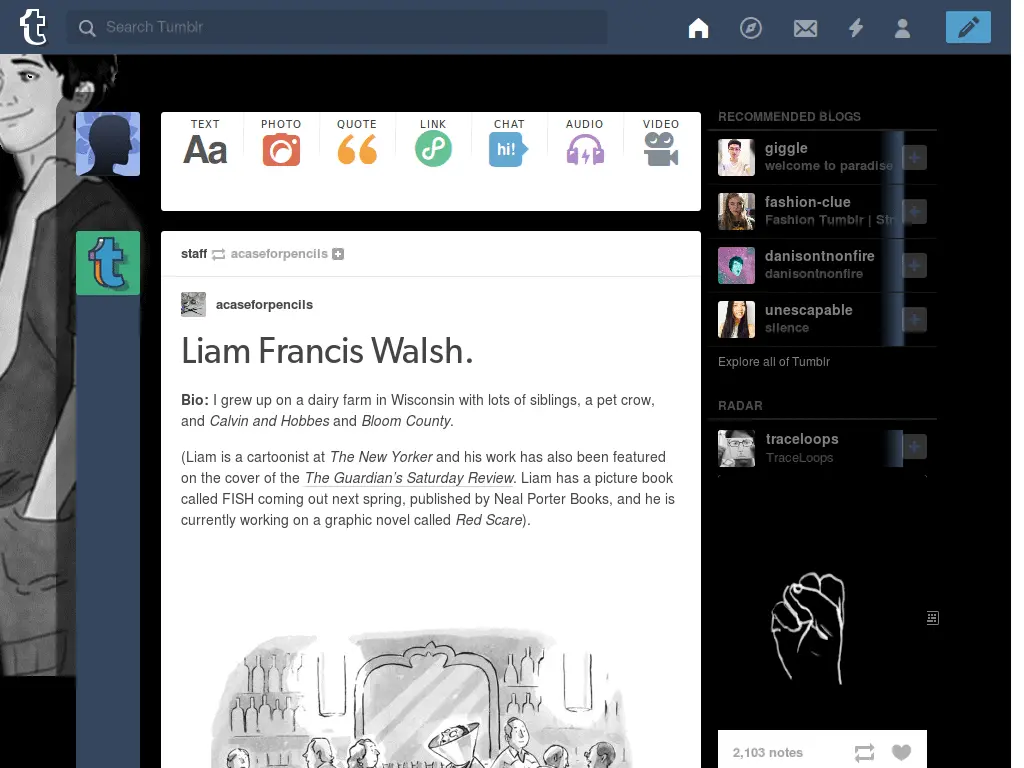 Search Tumblr
TEXT PHOTO QUOTE LINK CHAT AUDIO VIDEO
Aa
hi!
staff acaseforpencils
acaseforpencils
Liam Francis Walsh.
Bio: I grew up on a dairy farm in Wisconsin with lots of siblings, a pet crow,
and Calvin and Hobbes and Bloom County.
(Liam is a cartoonist at The New Yorker and his work has also been featured
on the cover of the The Guardian's Saturday Review. Liam has a picture book
called FISH coming out next spring, published by Neal Porter Books, and he is
currently working on a graphic novel called Red Scare).
RECOMMENDED BLOGS
giggle
welcome to paradise
fashion-clue
Fashion Tumblr | Str
danisontnonfire
danisontnonfire
unescapable
silence
Explore all of Tumblr
RADAR
traceloops
TraceLoops
2,103 notes